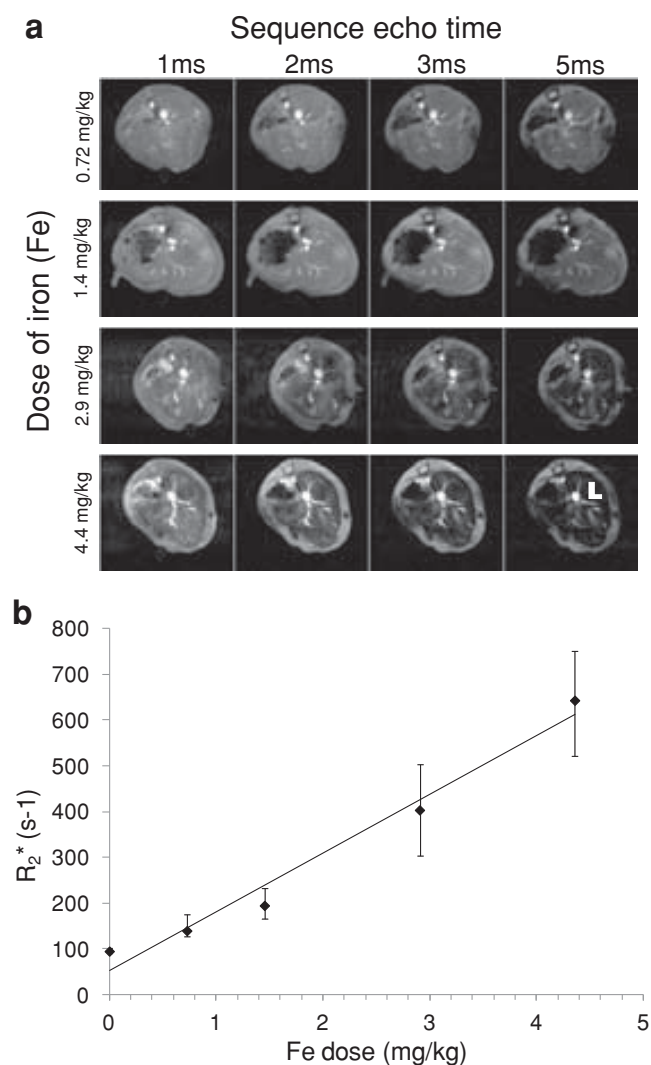 a
Sequence echo time
1ms 2ms 3ms 5ms
Dose of iron (Fe)
0.72 mg/kg
1.4 mg/kg
2.9 mg/kg
4.4 mg/kg
L
b
800
700
600
500
400
300
200
100
0
R2* (s-1)
0 1 2 3 4 5
Fe dose (mg/kg)